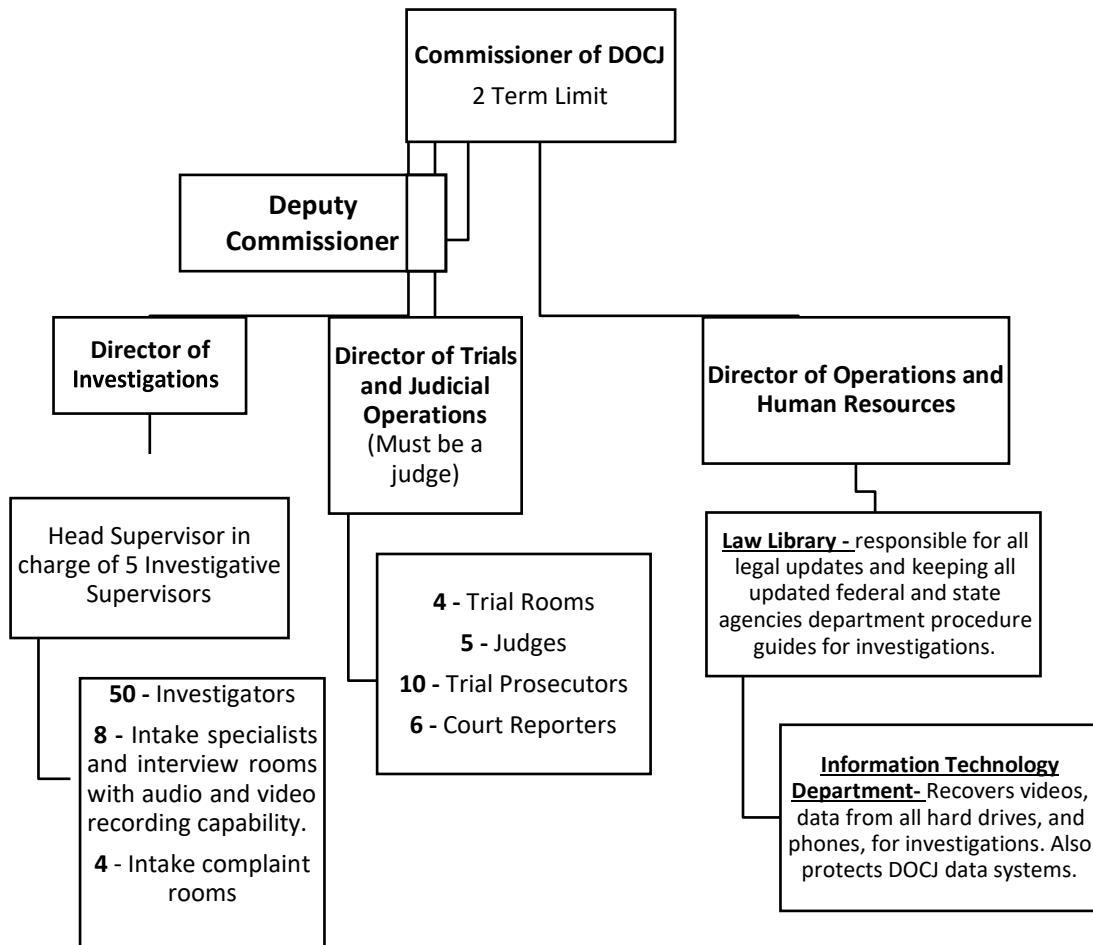 Commissioner of DOCJ
2 Term Limit
Deputy
Commissioner
Director of
Investigations
Director of Trials
and Judicial
Operations
(Must be a
judge)
Director of Operations and
Human Resources
Head Supervisor in
charge of 5 Investigative
Supervisors
50 - Investigators
8 - Intake specialists
and interview rooms
with audio and video
recording capability.
4 - Intake complaint
rooms
4 - Trial Rooms
5 - Judges
10 - Trial Prosecutors
6 - Court Reporters
Law Library - responsible for all
legal updates and keeping all
updated federal and state
agencies department procedure
guides for investigations.
Information Technology
Department- Recovers videos,
data from all hard drives, and
phones, for investigations. Also
protects DOCJ data systems.